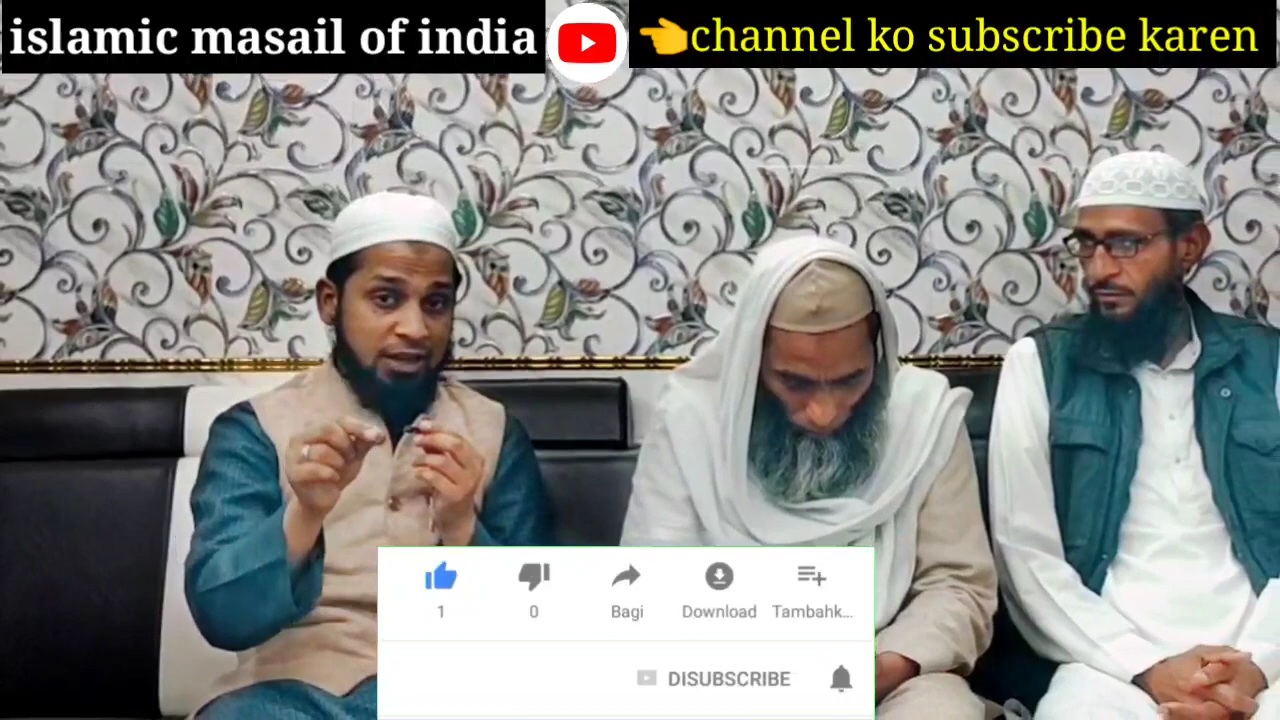 islamic masail of india
👈channel ko subscribe karen
1
0
Bagi
Download
Tambahk...
DISUBSCRIBE